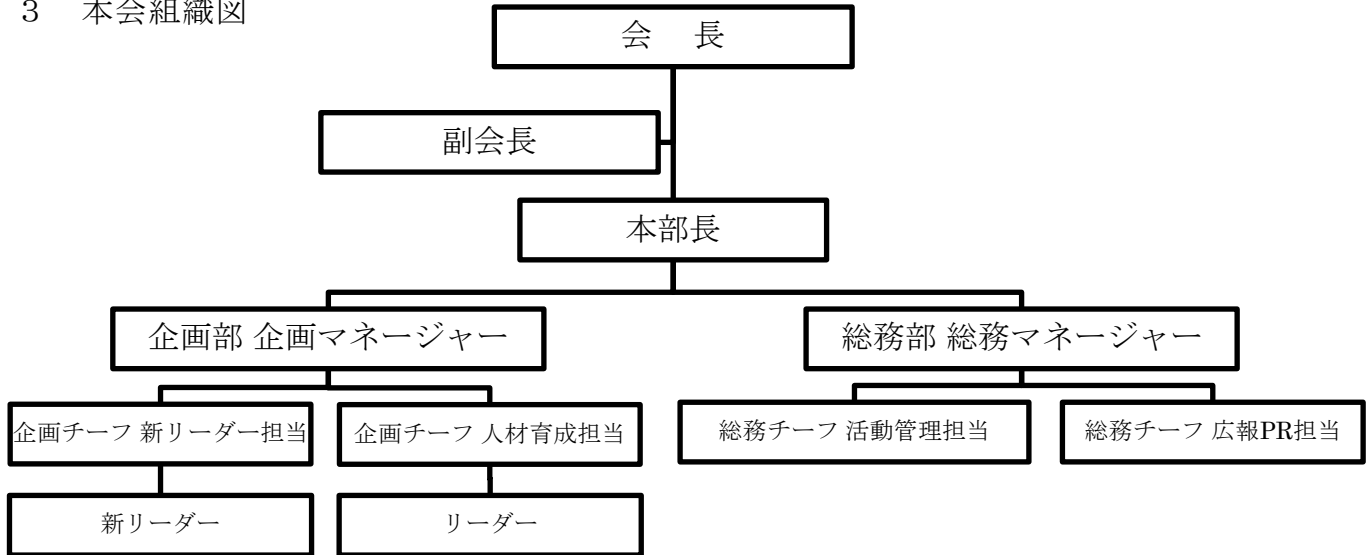 3　本会組織図
会　長
副会長
本部長
企画部 企画マネージャー
総務部 総務マネージャー
企画チーフ 新リーダー担当
企画チーフ 人材育成担当
総務チーフ 活動管理担当
総務チーフ 広報PR担当
新リーダー
リーダー